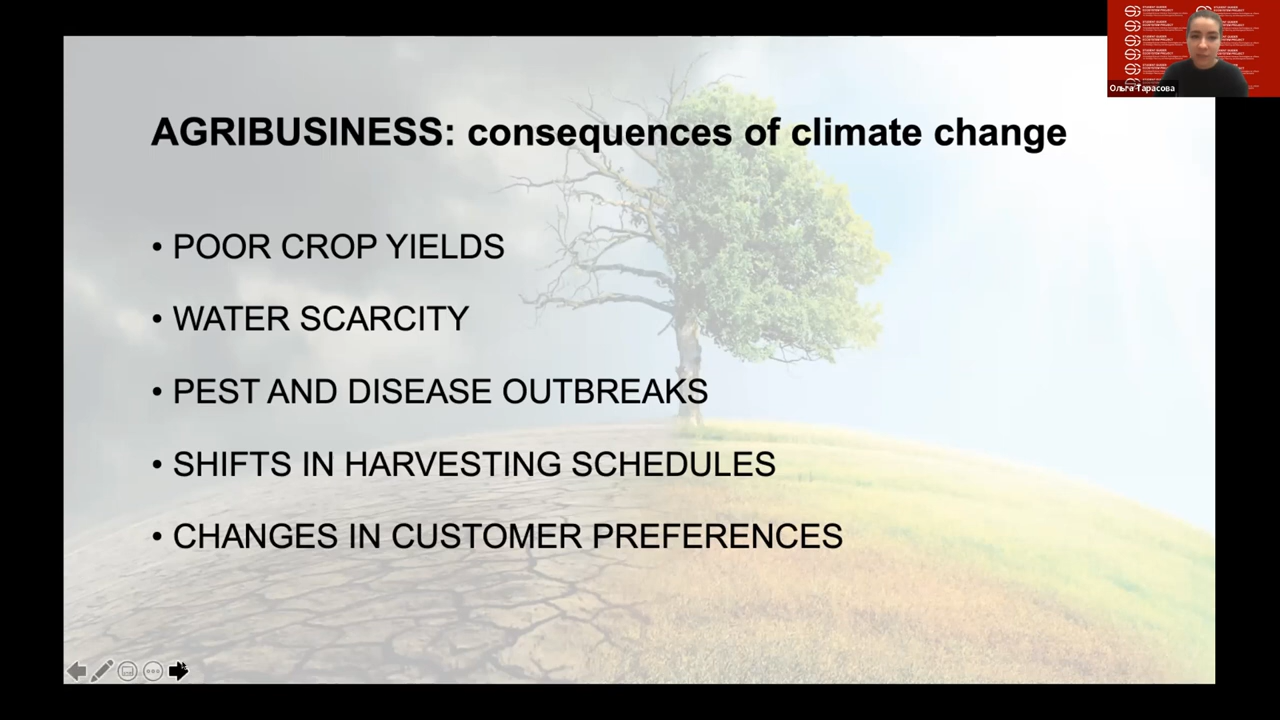 AGRIBUSINESS: consequences of climate change
• POOR CROP YIELDS
• WATER SCARCITY
• PEST AND DISEASE OUTBREAKS
• SHIFTS IN HARVESTING SCHEDULES
• CHANGES IN CUSTOMER PREFERENCES
Ольга Тарасова